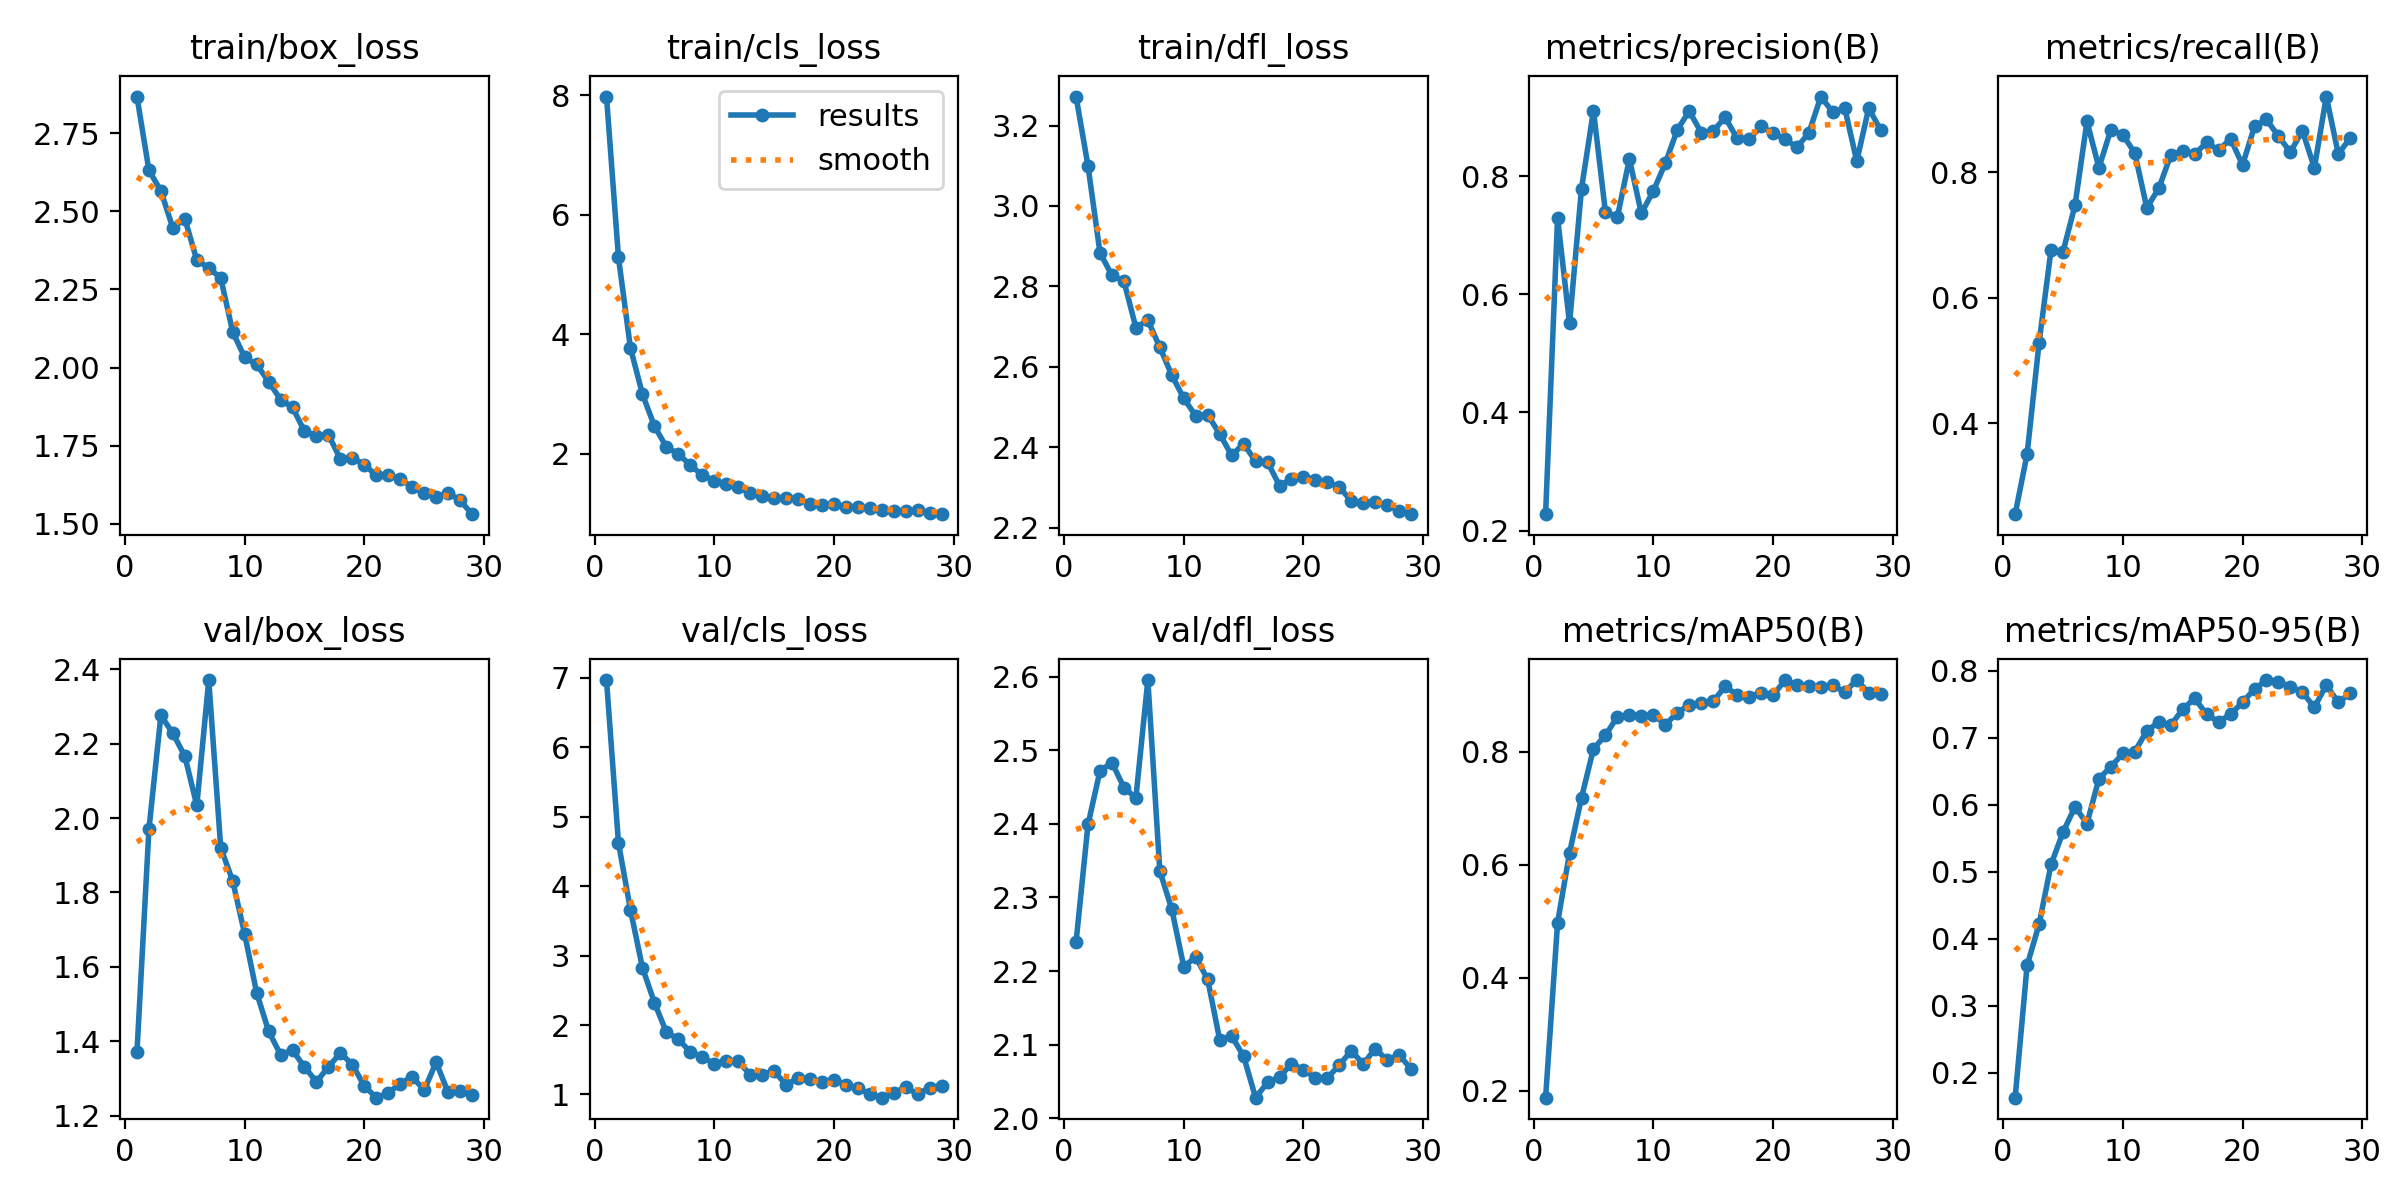 train/box_loss
train/cls_loss
train/dfl_loss
metrics/precision(B)
metrics/recall(B)
2.75
2.50
2.25
2.00
1.75
1.50
0 10 20 30
8
6
4
2
0 10 20 30
results
smooth
3.2
3.0
2.8
2.6
2.4
2.2
0 10 20 30
0.8
0.6
0.4
0.2
0 10 20 30
0.8
0.6
0.4
0 10 20 30
val/box_loss
val/cls_loss
val/dfl_loss
metrics/mAP50(B)
metrics/mAP50-95(B)
2.4
2.2
2.0
1.8
1.6
1.4
1.2
0 10 20 30
7
6
5
4
3
2
1
0 10 20 30
2.6
2.5
2.4
2.3
2.2
2.1
2.0
0 10 20 30
0.8
0.6
0.4
0.2
0 10 20 30
0.8
0.7
0.6
0.5
0.4
0.3
0.2
0 10 20 30